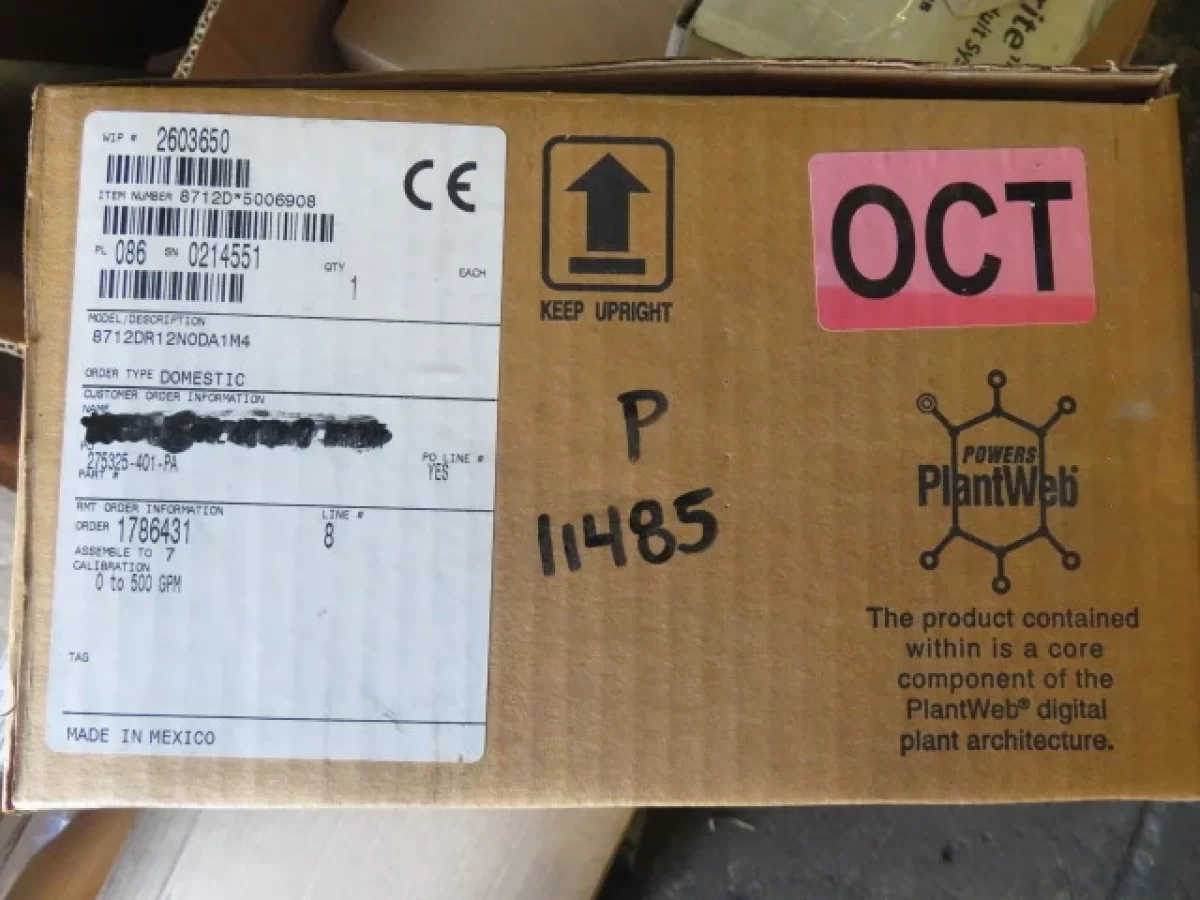 rite
uit Sy
WIP # 2603650
CE
ITEM NUMBER 8712D*5006908
PL 086 SN 0214551
QTY
1
EACH
MODEL/DESCRIPTION
8712DR12N0DA1M4
ORDER TYPE DOMESTIC
CUSTOMER ORDER INFORMATION
NAME
PO
275325-401-PA
PART #
PO LINE #
YES
RMT ORDER INFORMATION
LINE #
ORDER 1786431
8
ASSEMBLE TO 7
CALIBRATION
0 to 500 GPM
TAG
MADE IN MEXICO
KEEP UPRIGHT
P
11485
OCT
POWERS
PlantWeb®
The product contained
within is a core
component of the
PlantWeb® digital
plant architecture.